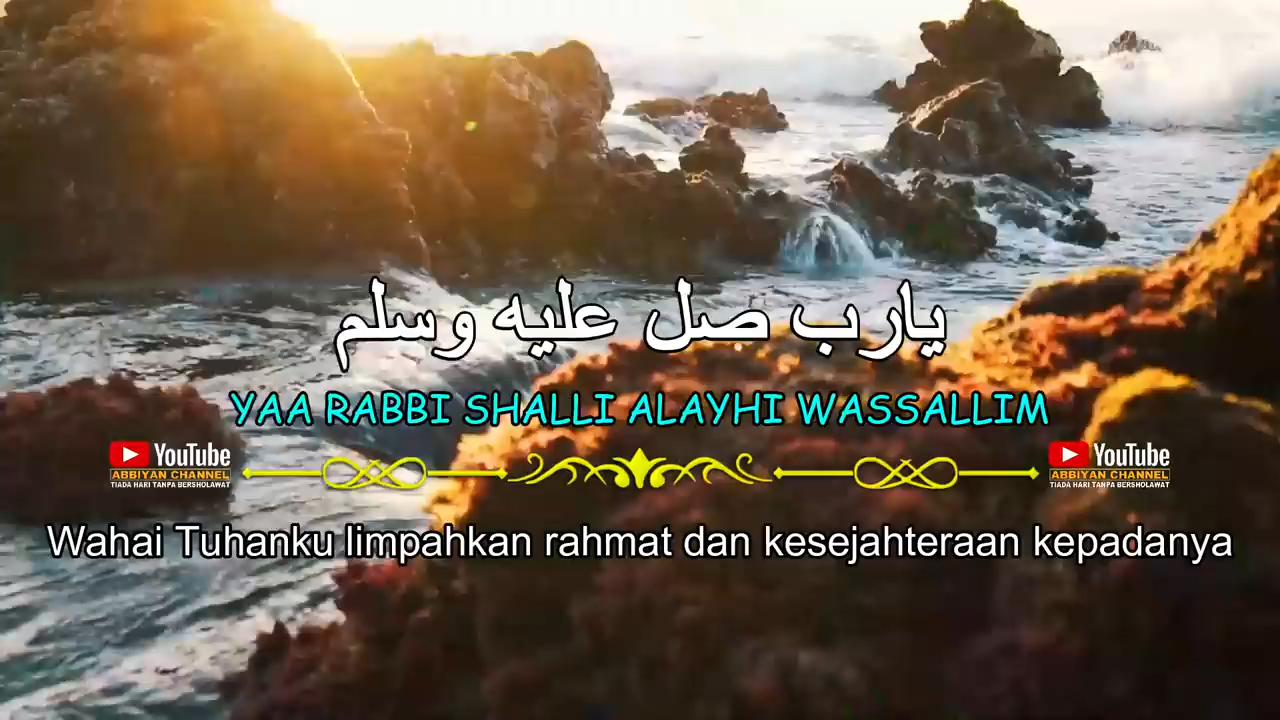 يارب صل عليه وسلم
YAA RABBI SHALLI ALAYHI WASSALLIM
YouTube
ABBIYAN CHANNEL
TIADA HARI TANPA BERSHOLAWAT
YouTube
ABBIYAN CHANNEL
TIADA HARI TANPA BERSHOLAWAT
Wahai Tuhanku limpahkan rahmat dan kesejahteraan kepadanya